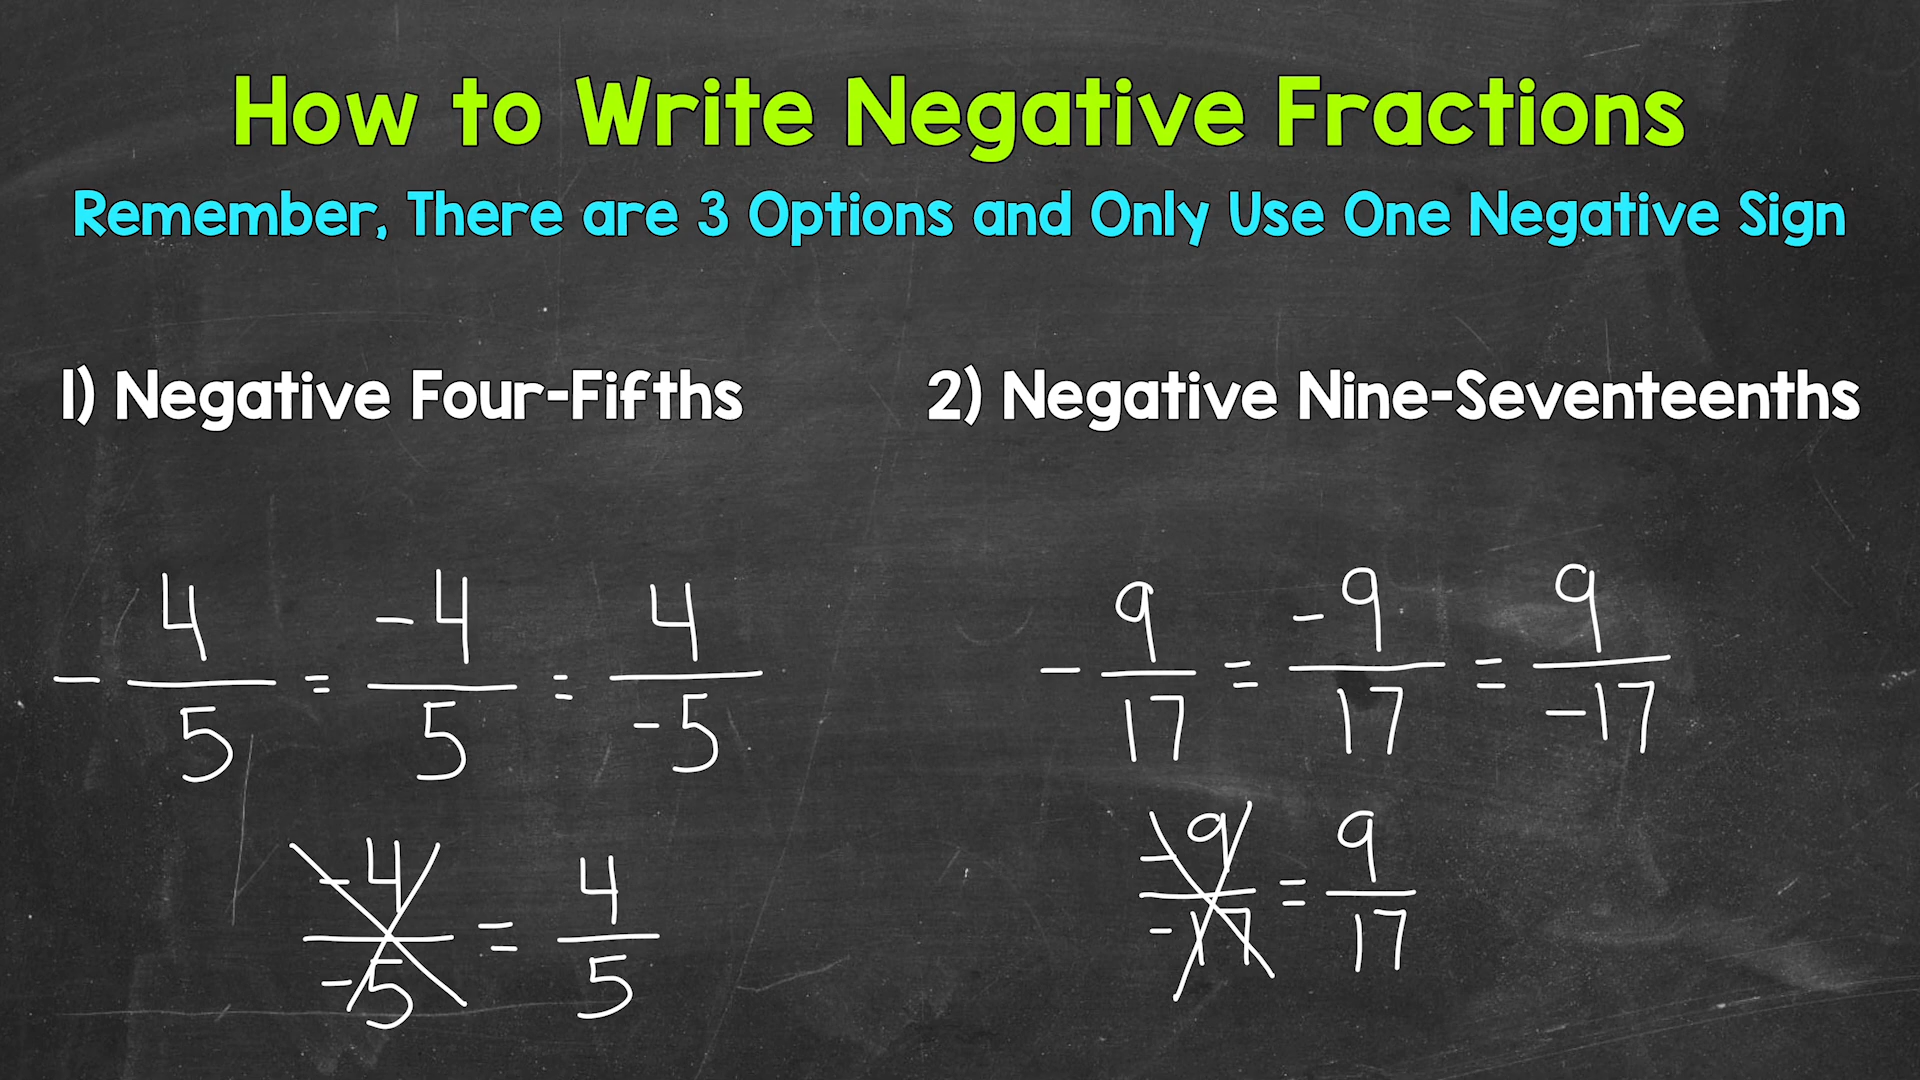 How to Write Negative Fractions
Remember, There are 3 Options and Only Use One Negative Sign
1) Negative Four-Fifths
- 4/5 = -4/5 = 4/-5
-4/-5 = 4/5
2) Negative Nine-Seventeenths
- 9/17 = -9/17 = 9/-17
-9/-17 = 9/17